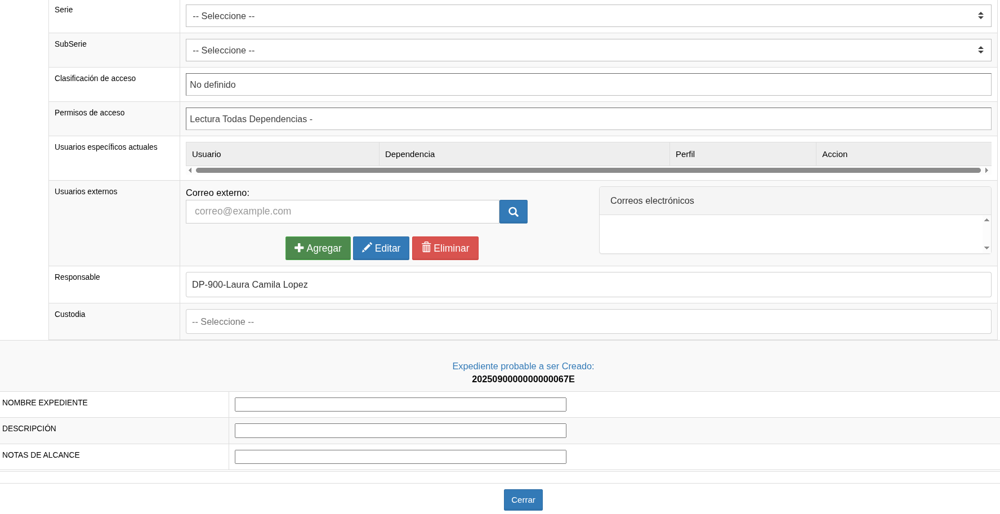 Serie
-- Seleccione --
SubSerie
-- Seleccione --
Clasificación de acceso
No definido
Permisos de acceso
Lectura Todas Dependencias -
Usuarios específicos actuales
Usuario Dependencia Perfil Accion
Usuarios externos
Correo externo:
correo@example.com
Agregar Editar Eliminar
Correos electrónicos
Responsable
DP-900-Laura Camila Lopez
Custodia
-- Seleccione --
Expediente probable a ser Creado:
2025090000000000067E
NOMBRE EXPEDIENTE
DESCRIPCIÓN
NOTAS DE ALCANCE
Cerrar